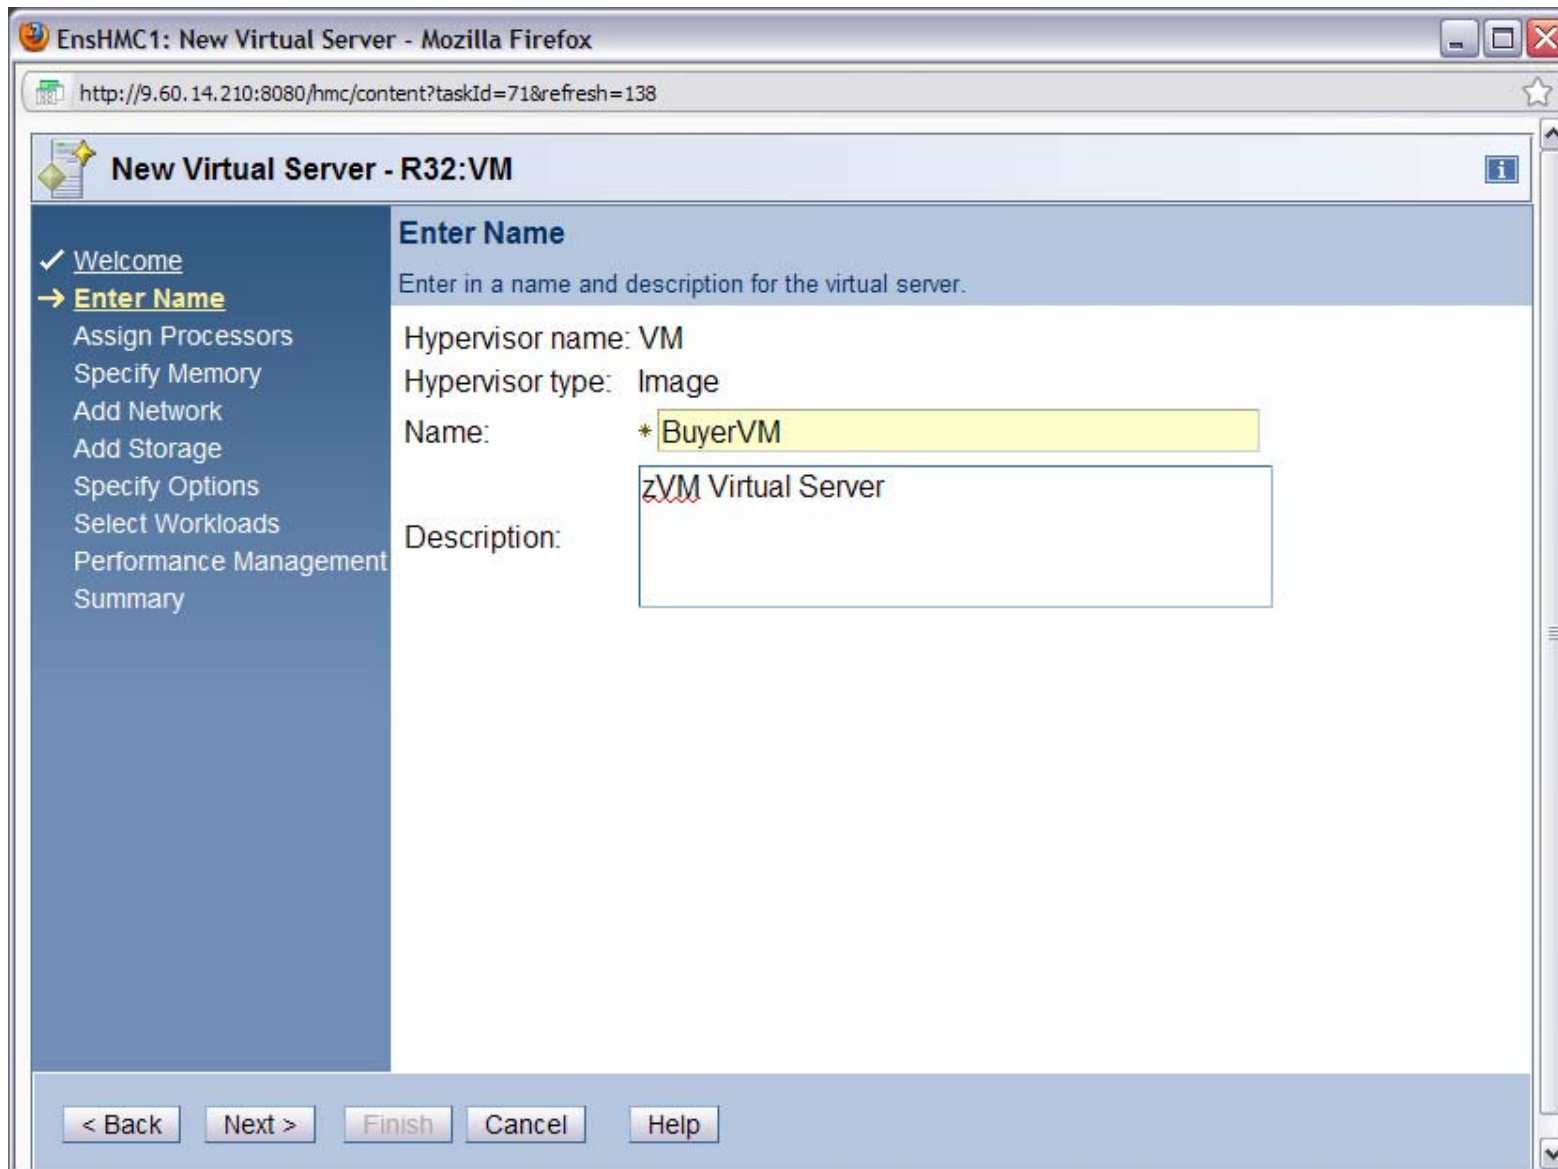 EnsHMC1: New Virtual Server - Mozilla Firefox
http://9.60.14.210:8080/hmc/content?taskId=71&refresh=138
New Virtual Server - R32:VM
i
Welcome
Enter Name
Assign Processors
Specify Memory
Add Network
Add Storage
Specify Options
Select Workloads
Performance Management
Summary
Enter Name
Enter in a name and description for the virtual server.
Hypervisor name: VM
Hypervisor type: Image
Name: * BuyerVM
zVM Virtual Server
Description:
< Back Next > Finish Cancel Help